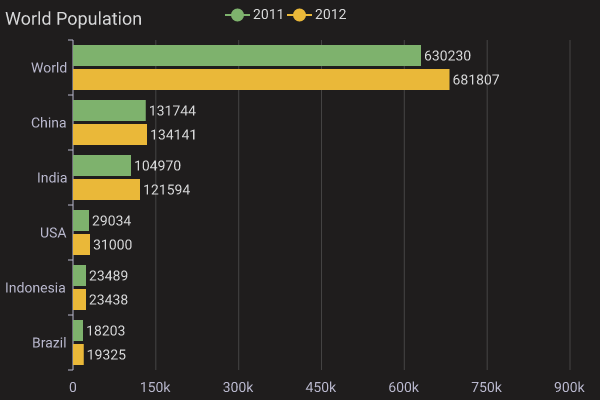 World Population
2011 2012
World
630230
681807
China
131744
134141
India
104970
121594
USA
29034
31000
Indonesia
23489
23438
Brazil
18203
19325
0 150k 300k 450k 600k 750k 900k